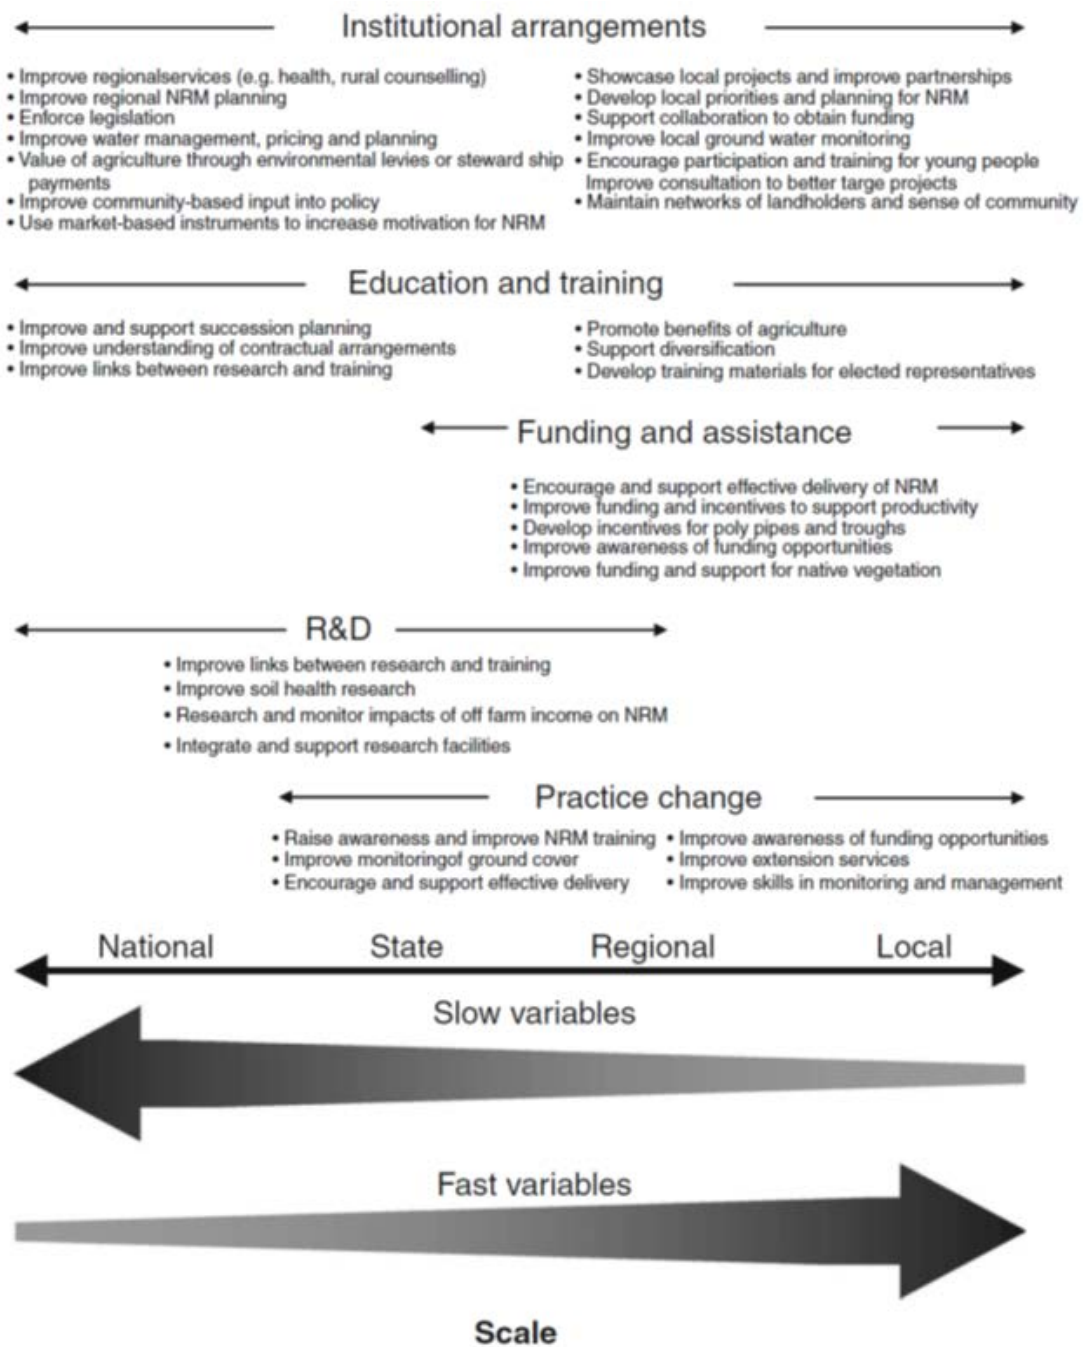 Institutional arrangements
• Improve regionalservices (e.g. health, rural counselling)
• Improve regional NRM planning
• Enforce legislation
• Improve water management, pricing and planning
• Value of agriculture through environmental levies or steward ship
payments
• Improve community-based input into policy
• Use market-based instruments to increase motivation for NRM
• Showcase local projects and improve partnerships
• Develop local priorities and planning for NRM
• Support collaboration to obtain funding
• Improve local ground water monitoring
• Encourage participation and training for young people
Improve consultation to better targe projects
• Maintain networks of landholders and sense of community
Education and training
• Improve and support succession planning
• Improve understanding of contractual arrangements
• Improve links between research and training
• Promote benefits of agriculture
• Support diversification
• Develop training materials for elected representatives
Funding and assistance
• Encourage and support effective delivery of NRM
• Improve funding and incentives to support productivity
• Develop incentives for poly pipes and troughs
• Improve awareness of funding opportunities
• Improve funding and support for native vegetation
R&D
• Improve links between research and training
• Improve soil health research
• Research and monitor impacts of off farm income on NRM
• Integrate and support research facilities
Practice change
• Raise awareness and improve NRM training
• Improve monitoringof ground cover
• Encourage and support effective delivery
• Improve awareness of funding opportunities
• Improve extension services
• Improve skills in monitoring and management
National State Regional Local
Slow variables
Fast variables
Scale